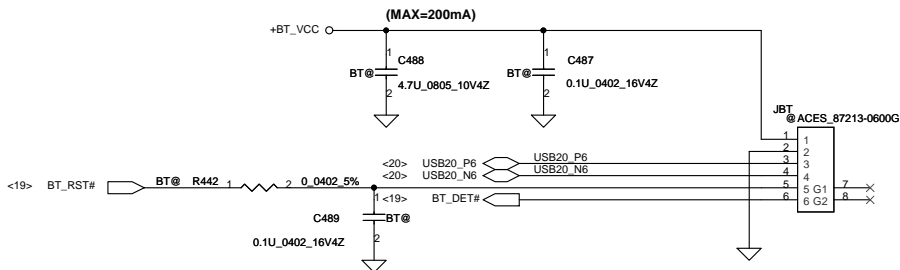 (MAX=200mA)
+BT_VCC
1
C488
BT@
4.7U_0805_10V4Z
2
1
C487
BT@
0.1U_0402_16V4Z
2
JBT
@ ACES_87213-0600G
1 1
2 2
<20> USB20_P6 USB20_P6 3 3
<20> USB20_N6 USB20_N6 4 4
<19> BT_RST# BT@ R442 1 2 0_0402_5% 5 5 G1 7
<19> BT_DET# 6 6 G2 8
1
C489
BT@
0.1U_0402_16V4Z
2